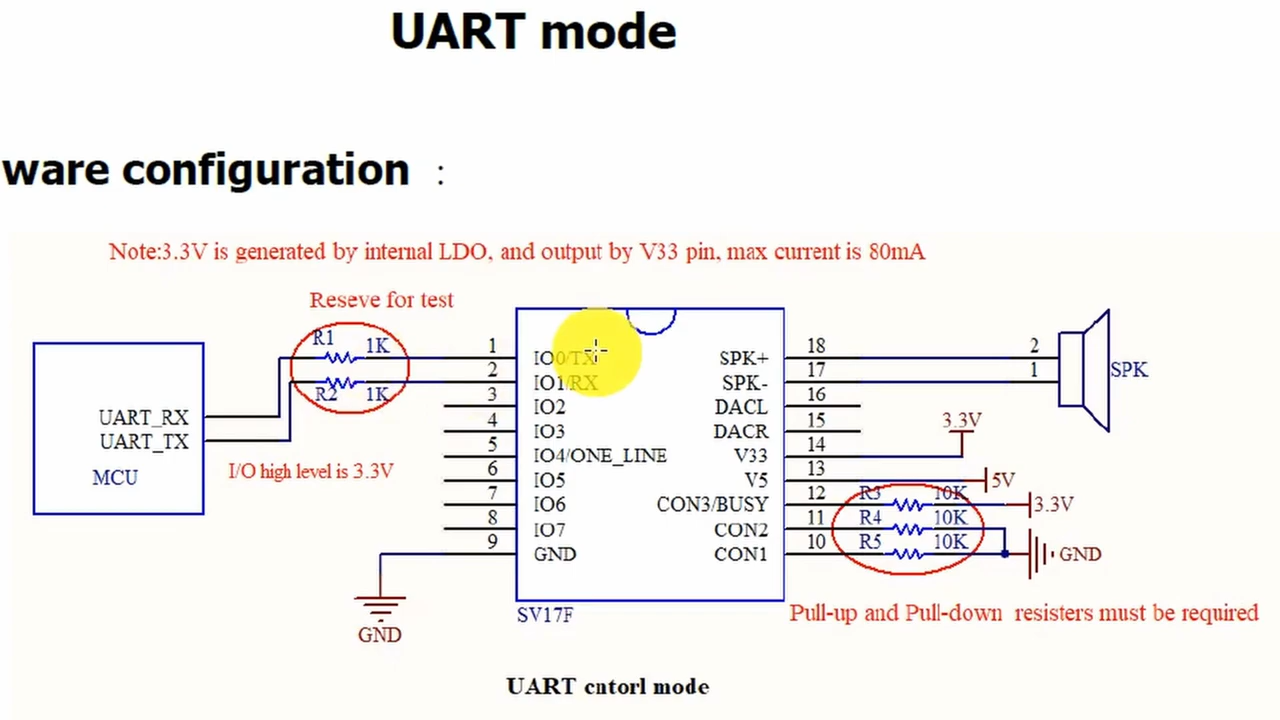 UART mode
ware configuration :
Note:3.3V is generated by internal LDO, and output by V33 pin, max current is 80mA
Reseve for test
R1 1K
R2 1K
UART_RX
UART_TX
MCU
I/O high level is 3.3V
1 IO0/TX
2 IO1/RX
3 IO2
4 IO3
5 IO4/ONE_LINE
6 IO5
7 IO6
8 IO7
9 GND
GND
SPK+ 18 2
SPK- 17 1
SPK
DACL 16
DACR 15
V33 14 3.3V
V5 13 5V
CON3/BUSY 12 R3 10K 3.3V
CON2 11 R4 10K
CON1 10 R5 10K GND
SV17F
Pull-up and Pull-down resisters must be required
UART cntorl mode